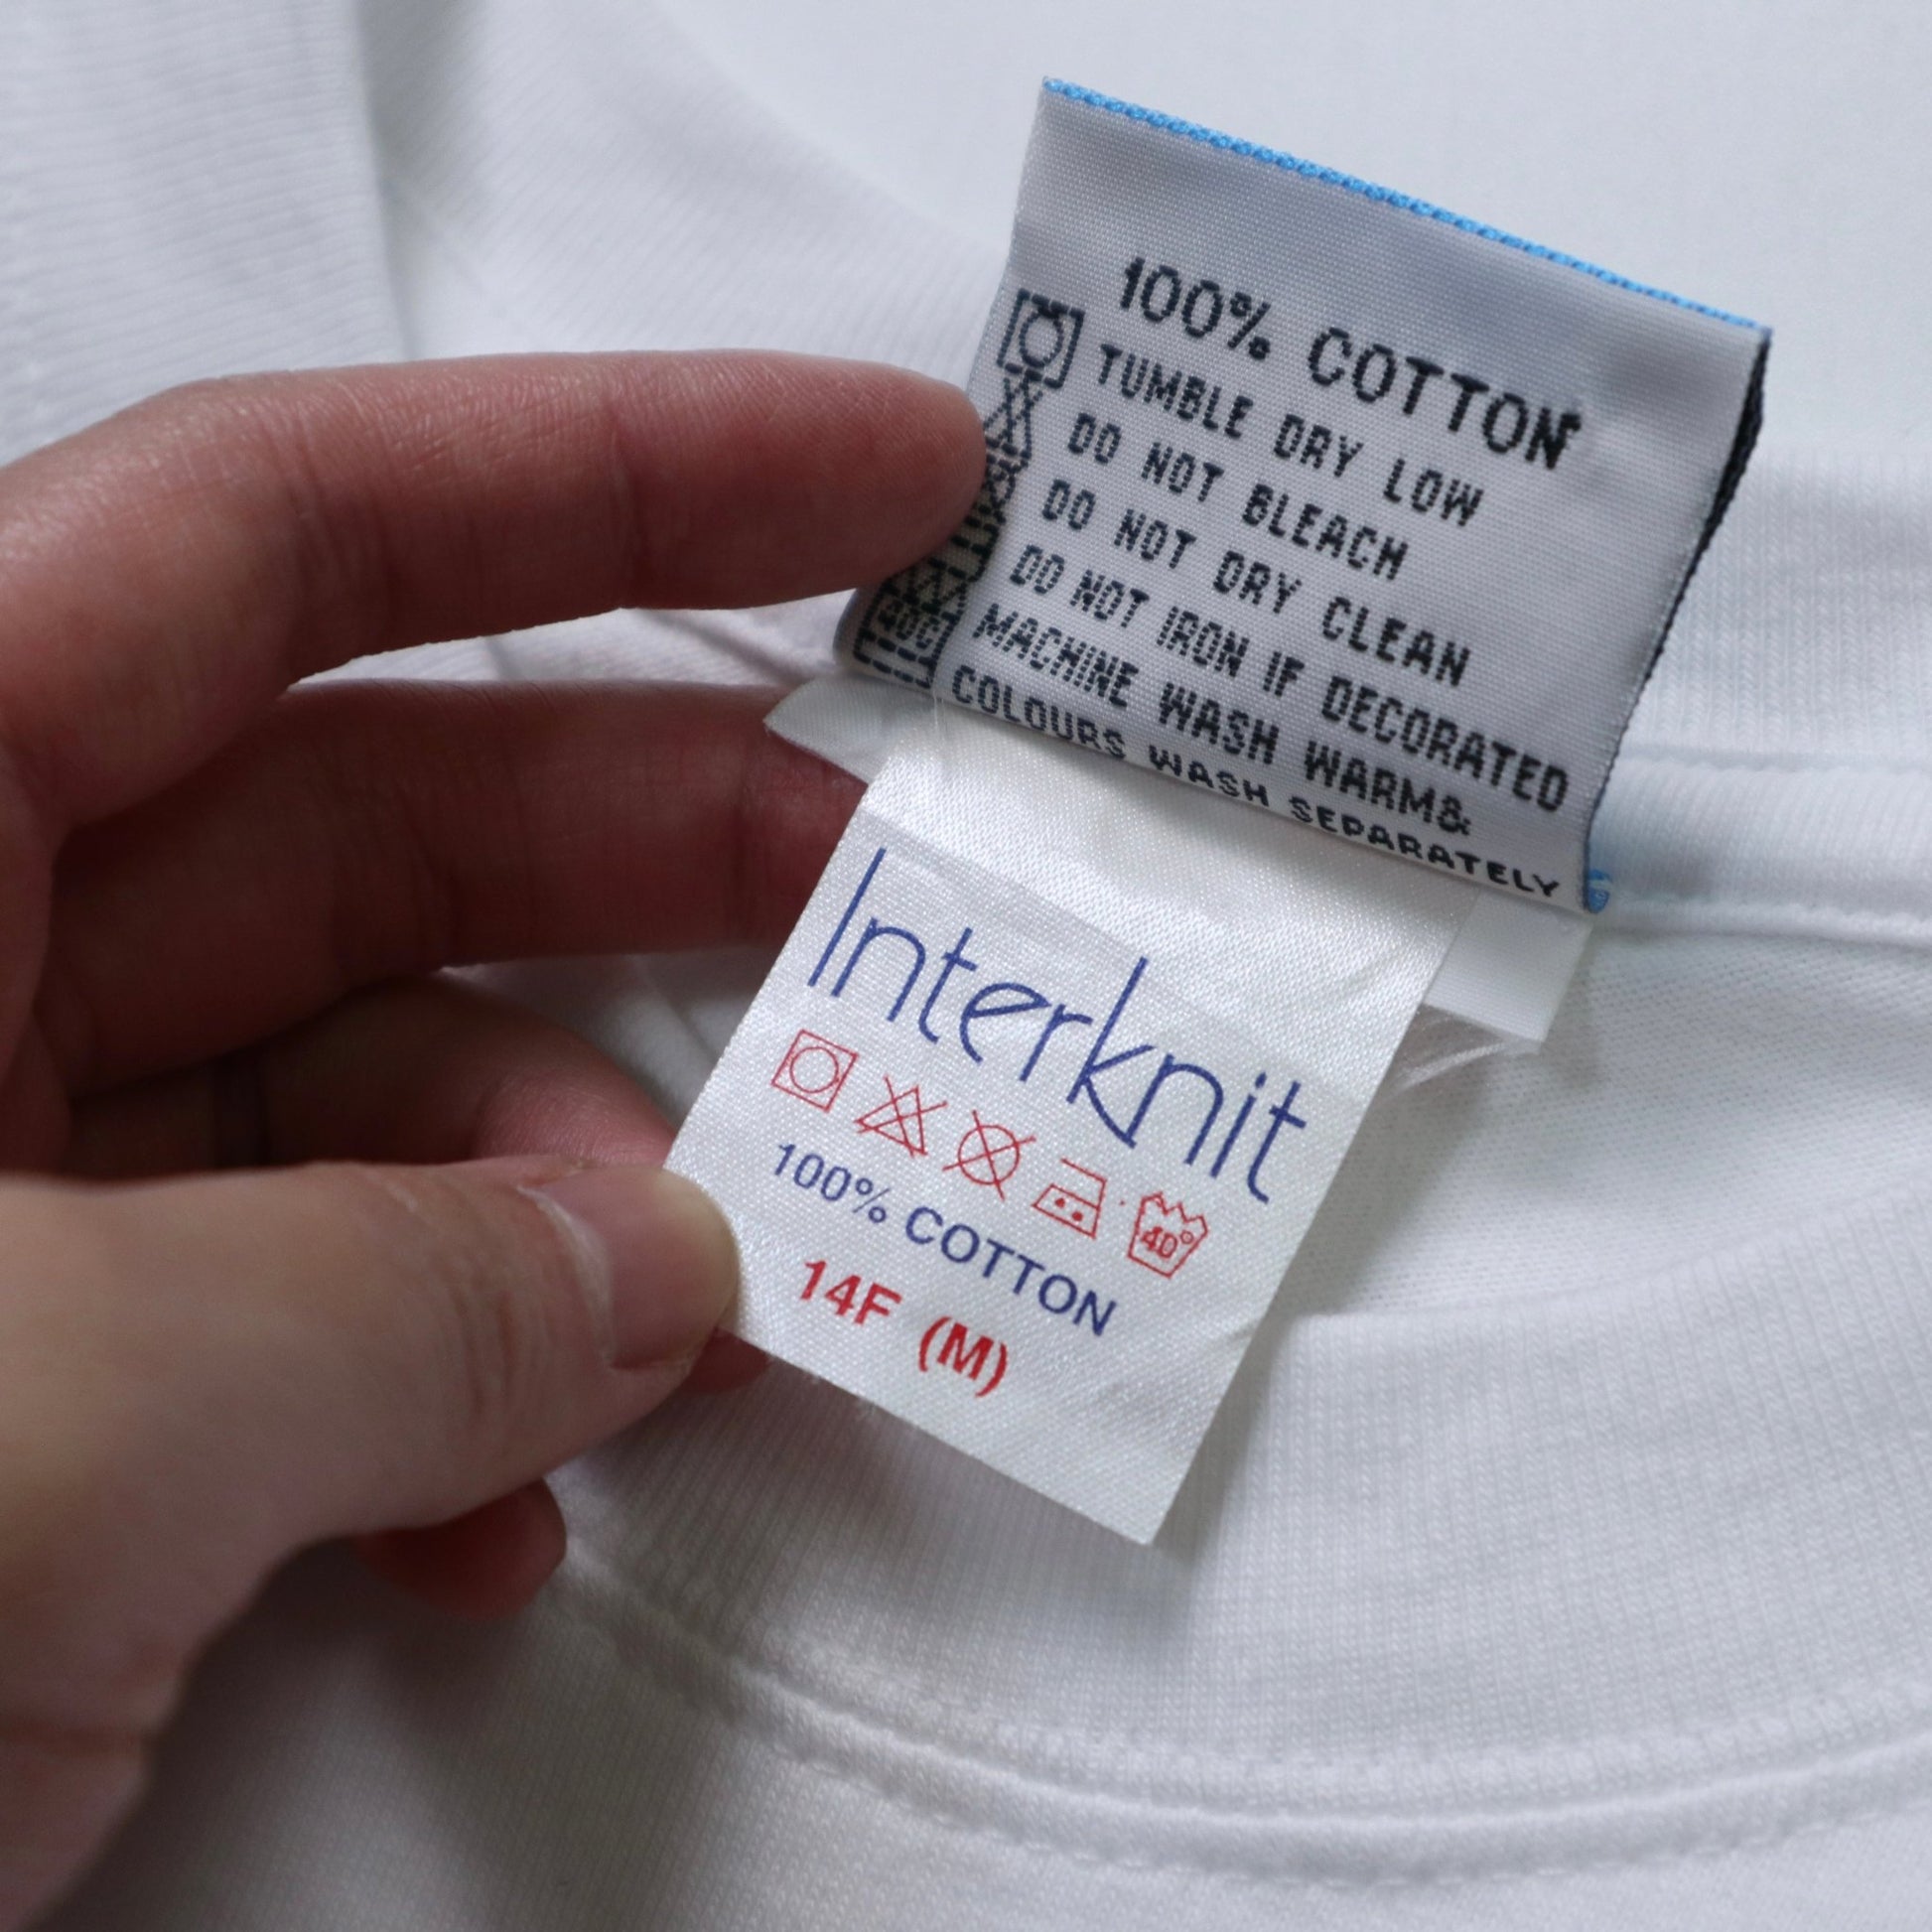 100% COTTON
TUMBLE DRY LOW
DO NOT BLEACH
DO NOT DRY CLEAN
DO NOT IRON IF DECORATED
MACHINE WASH WARM&
COLOURS WASH SEPARATELY
40C
Interknit
40°
100% COTTON
14F (M)